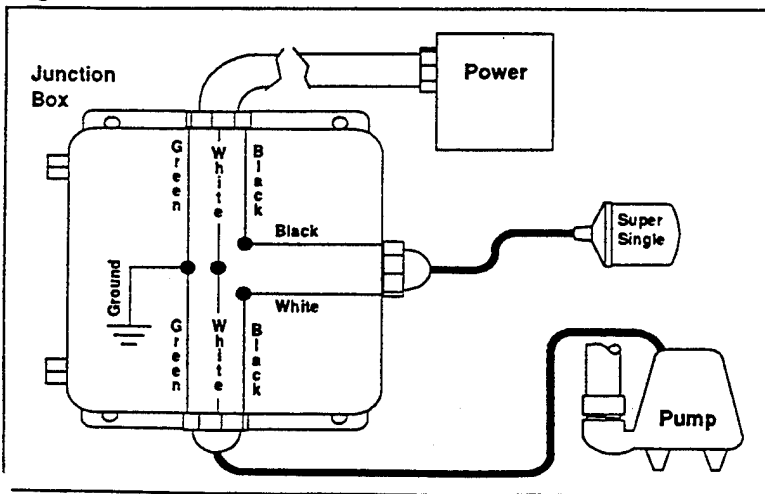 Junction
Box
Power
Green
White
Black
Black
Super
Single
Ground
White
Green
White
Black
Pump